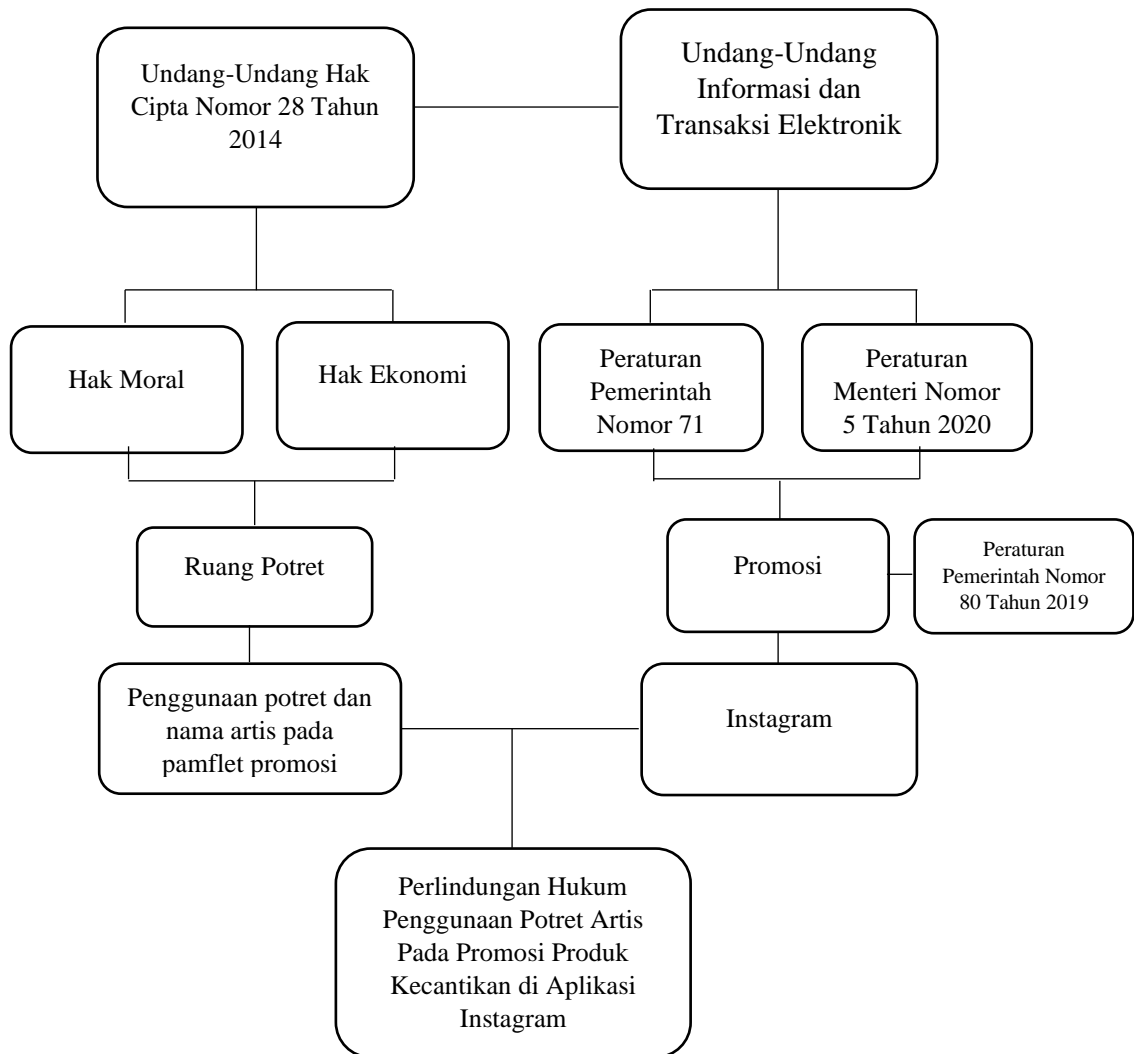 Undang-Undang Hak
Cipta Nomor 28 Tahun
2014
Undang-Undang
Informasi dan
Transaksi Elektronik
Hak Moral
Hak Ekonomi
Peraturan
Pemerintah
Nomor 71
Peraturan
Menteri Nomor
5 Tahun 2020
Ruang Potret
Promosi
Peraturan
Pemerintah Nomor
80 Tahun 2019
Penggunaan potret dan
nama artis pada
pamflet promosi
Instagram
Perlindungan Hukum
Penggunaan Potret Artis
Pada Promosi Produk
Kecantikan di Aplikasi
Instagram